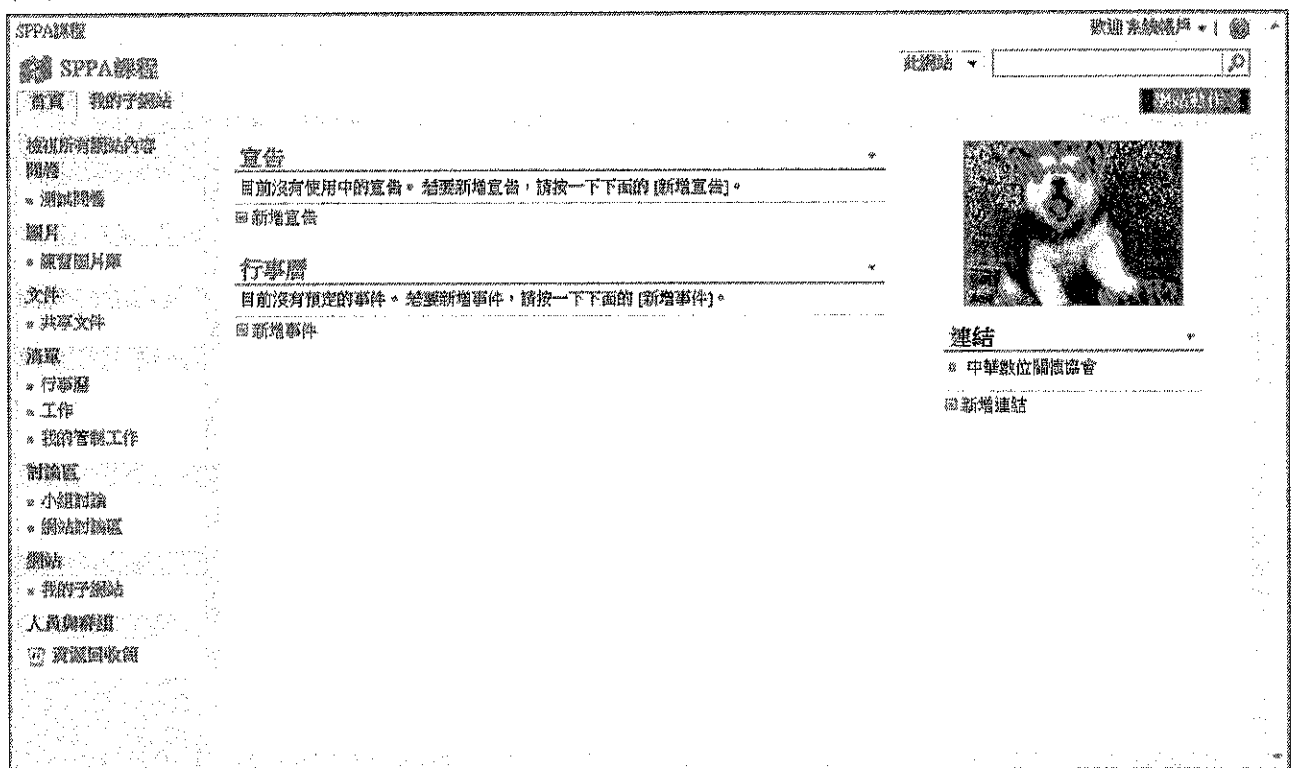 SPPA課程
歡迎 系統帳戶
SPPA課程
此網站
首頁 我的子網站
網站動作
檢視所有網站內容
問卷
測試問卷
圖片
練習圖片庫
文件
共享文件
清單
行事曆
工作
我的管制工作
討論區
小組討論
網站討論區
網站
我的子網站
人員與群組
資源回收筒
宣告
目前沒有使用中的宣告。若要新增宣告，請按一下下面的 [新增宣告]。
新增宣告
行事曆
目前沒有預定的事件。若要新增事件，請按一下下面的 [新增事件]。
新增事件
連結
中華數位關懷協會
新增連結